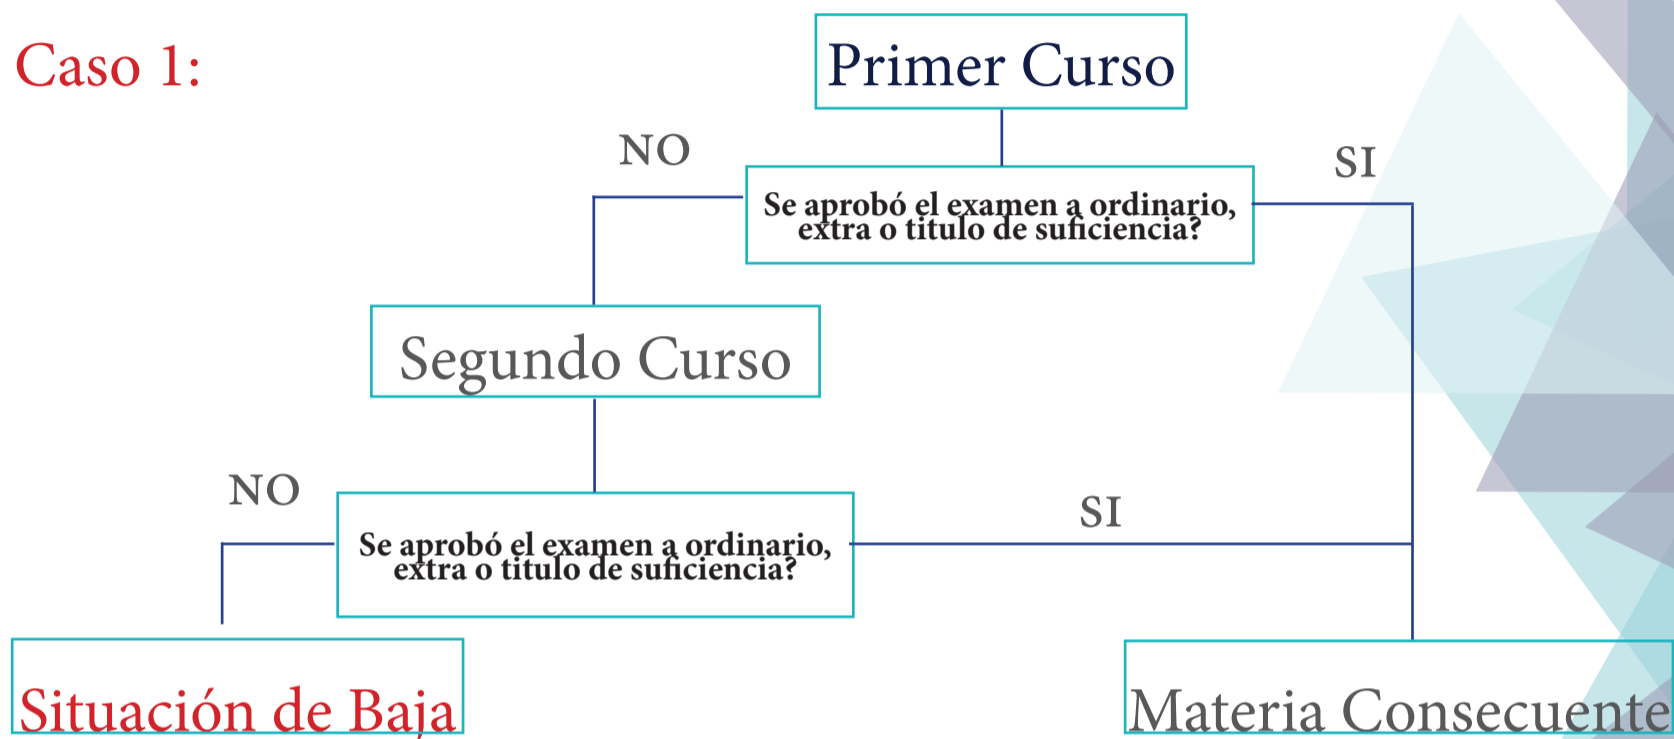 Caso 1:
Primer Curso
NO
SI
Se aprobó el examen a ordinario,
extra o titulo de suficiencia?
Segundo Curso
NO
SI
Se aprobó el examen a ordinario,
extra o titulo de suficiencia?
Situación de Baja
Materia Consecuente